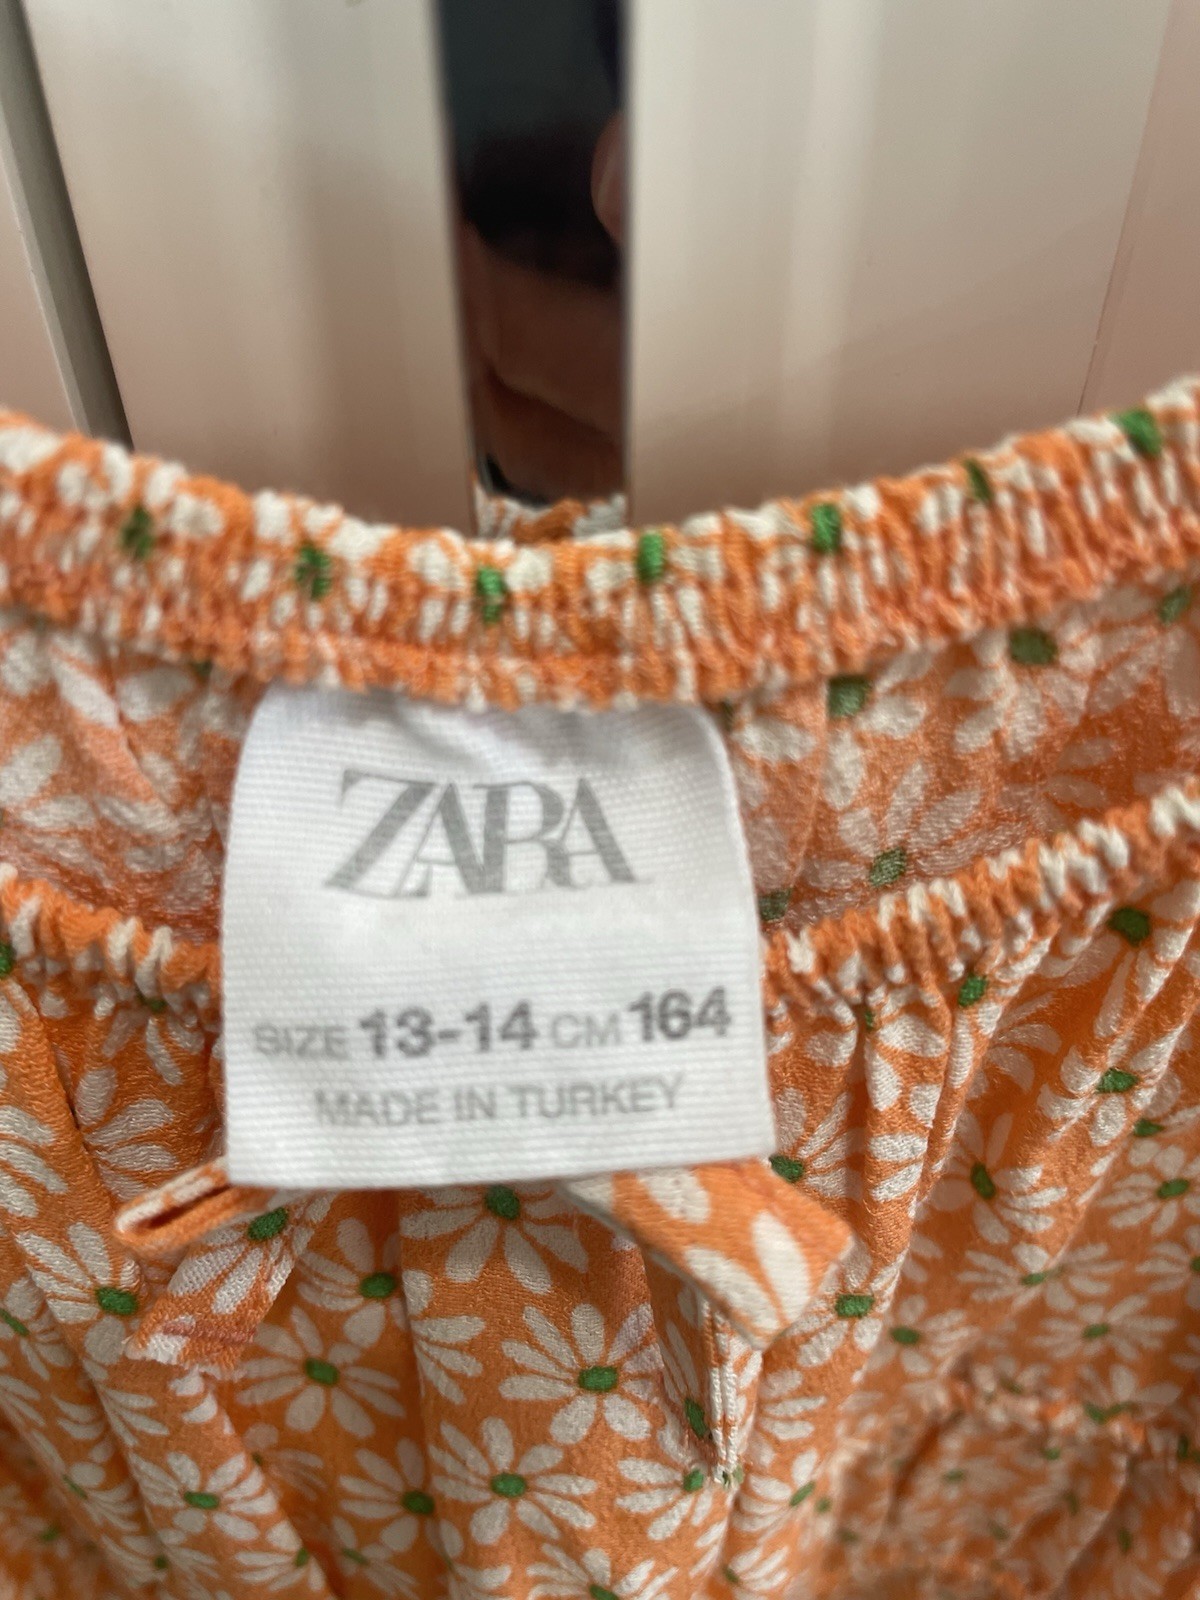 ZARA
SIZE 13-14 CM 164
MADE IN TURKEY